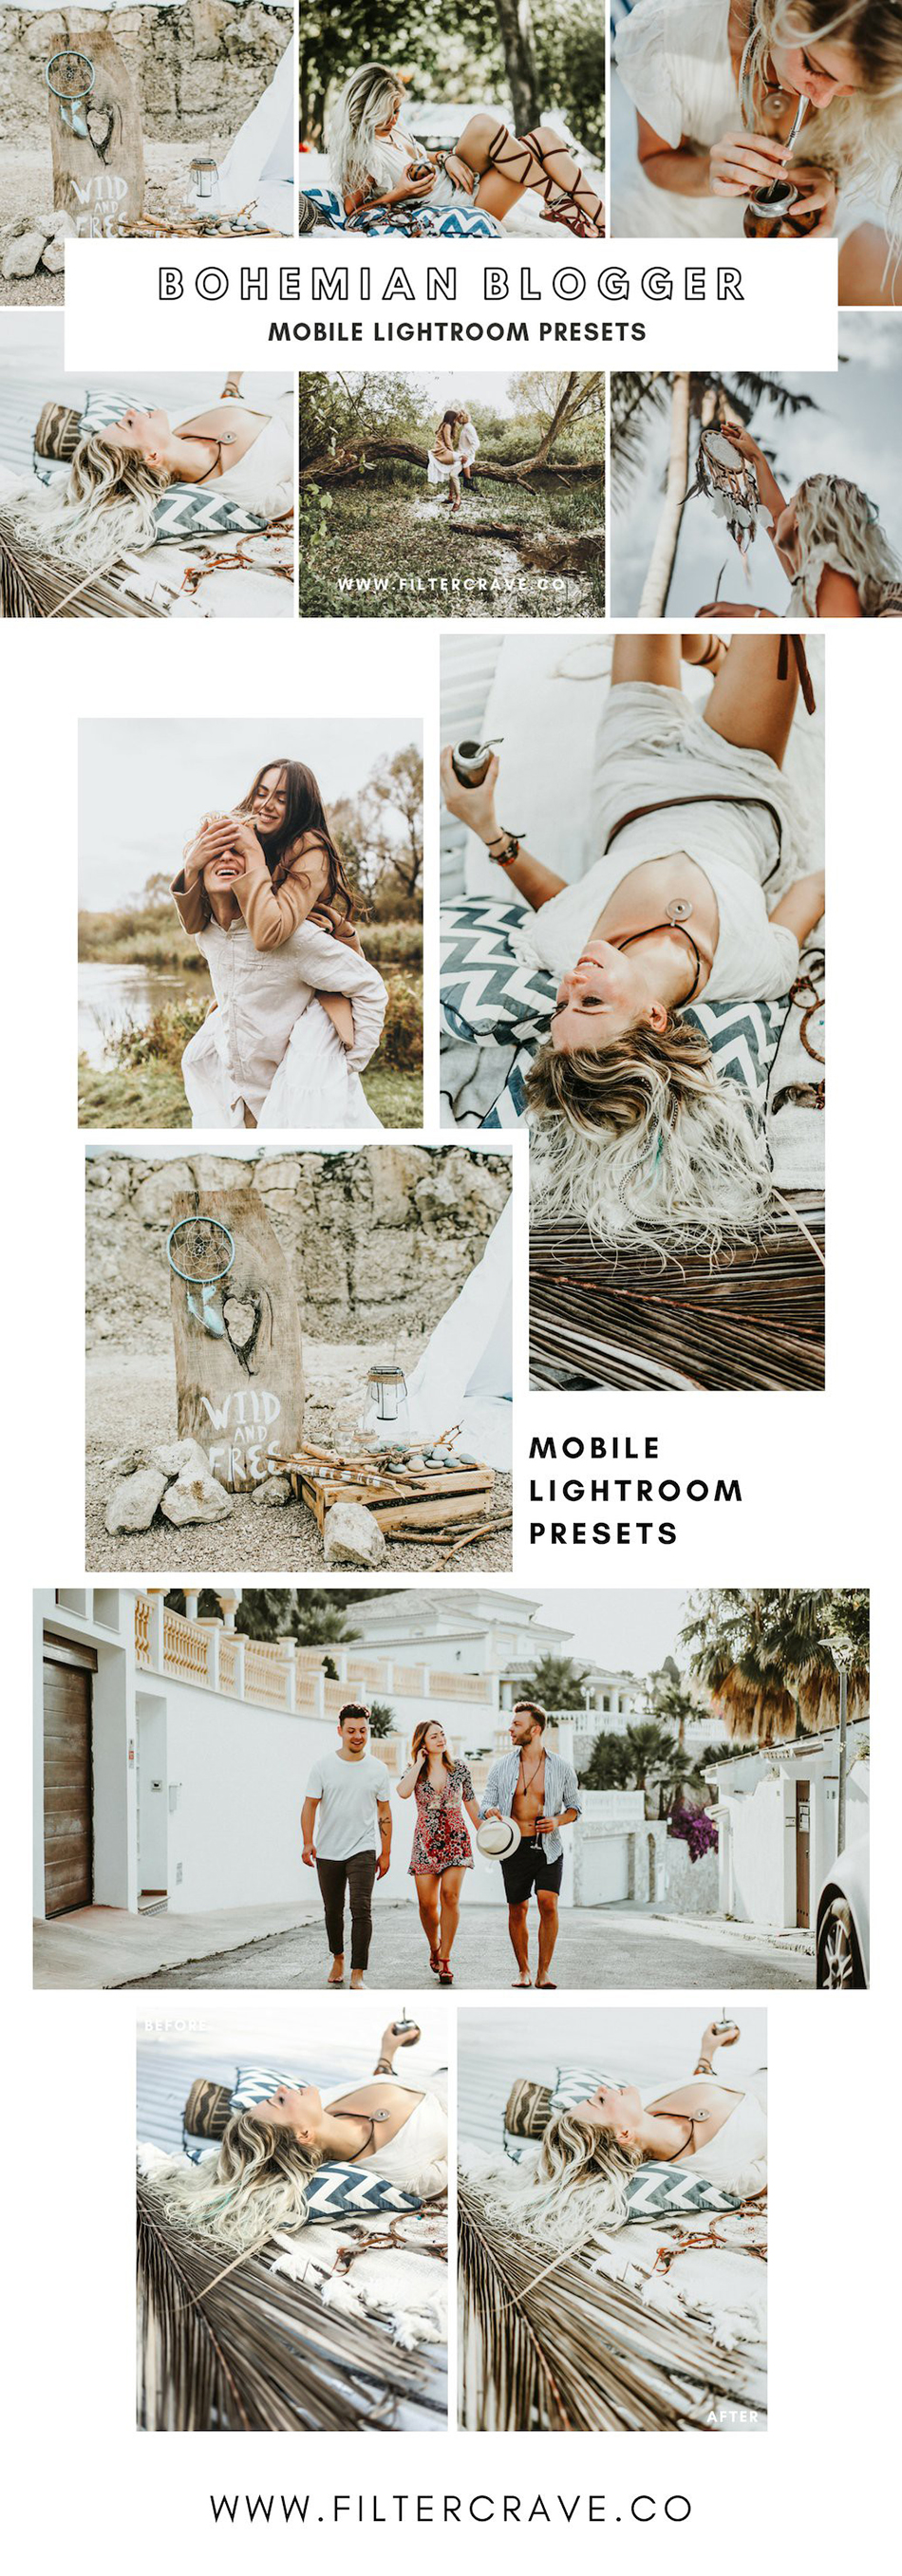 WILD
AND
FREE
BOHEMIAN BLOGGER
MOBILE LIGHTROOM PRESETS
WWW.FILTERCRAVE.CO
WILD
AND
FREE
MOBILE
LIGHTROOM
PRESETS
BEFORE
AFTER
WWW.FILTERCRAVE.CO